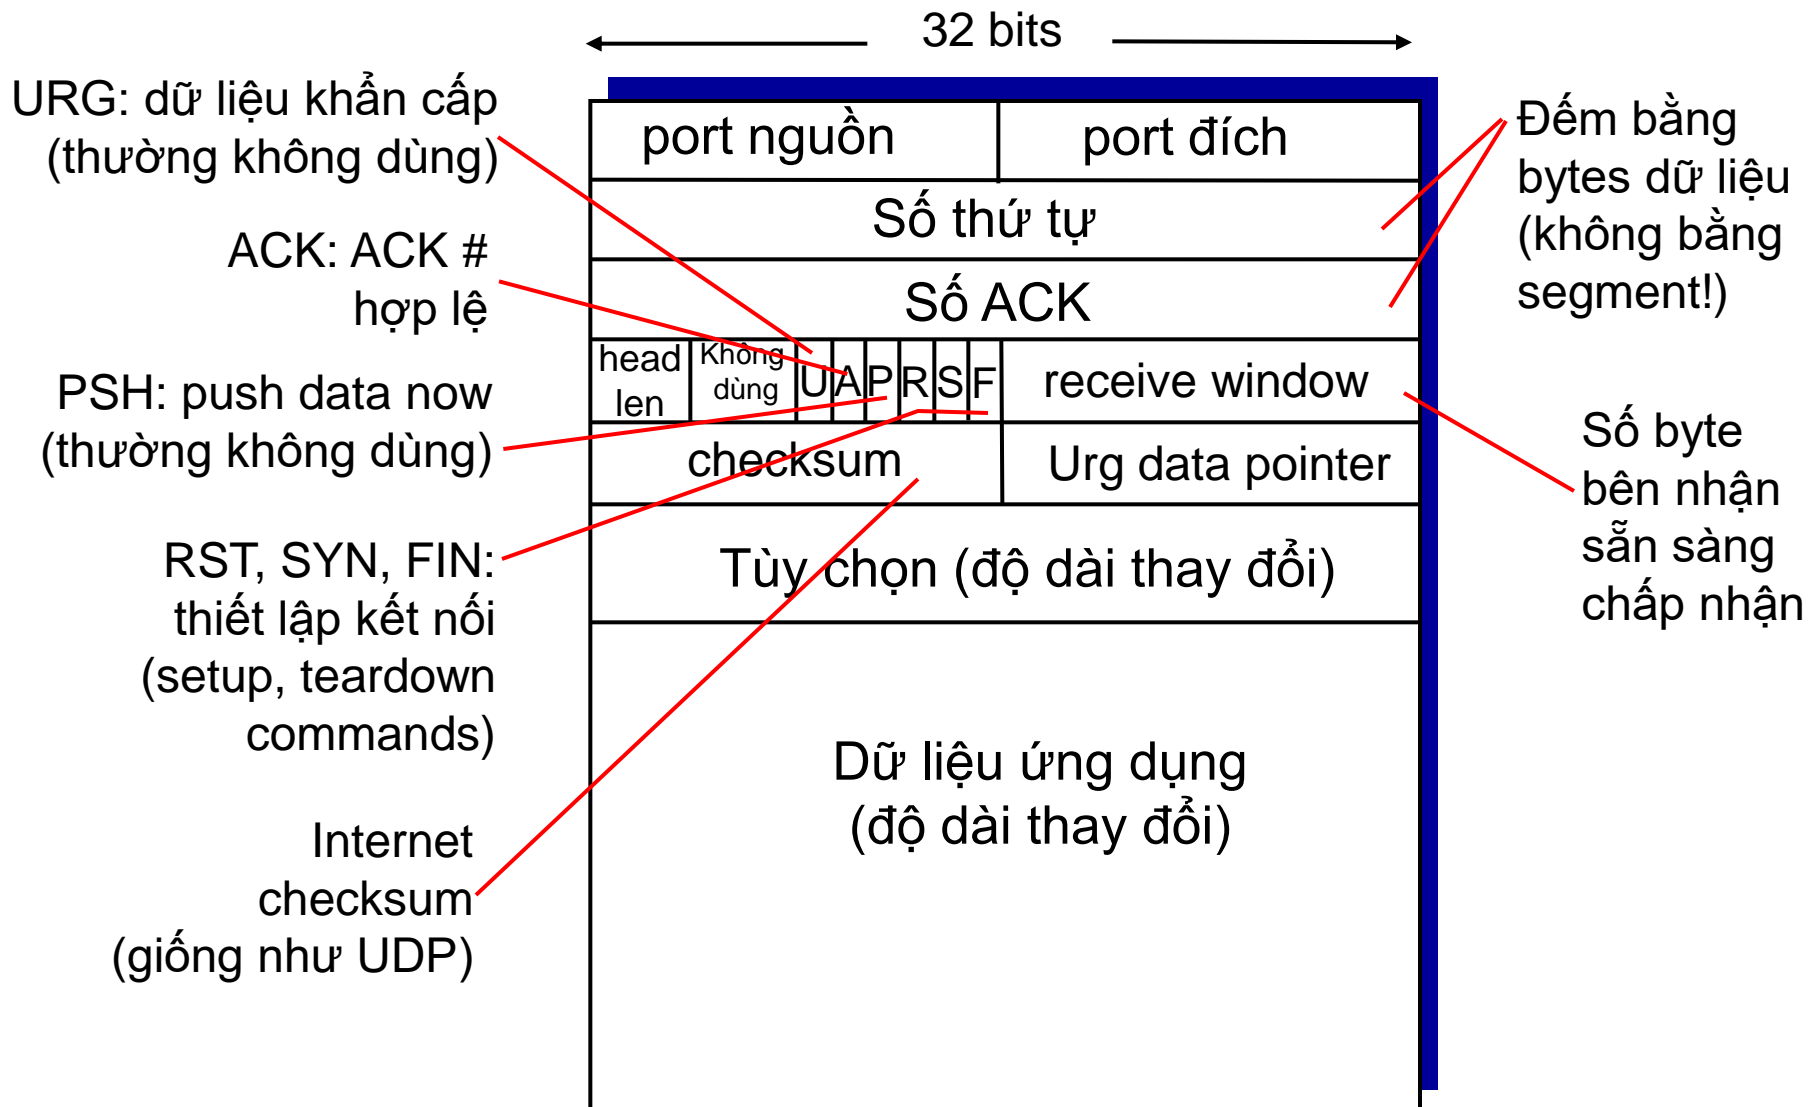 32 bits
URG: dữ liệu khẩn cấp
(thường không dùng)
ACK: ACK #
hợp lệ
PSH: push data now
(thường không dùng)
RST, SYN, FIN:
thiết lập kết nối
(setup, teardown
commands)
Internet
checksum
(giống như UDP)
port nguồn
port đích
Số thứ tự
Số ACK
head
len
Không
dùng
U
A
P
R
S
F
receive window
checksum
Urg data pointer
Tùy chọn (độ dài thay đổi)
Dữ liệu ứng dụng
(độ dài thay đổi)
Đếm bằng
bytes dữ liệu
(không bằng
segment!)
Số byte
bên nhận
sẵn sàng
chấp nhận